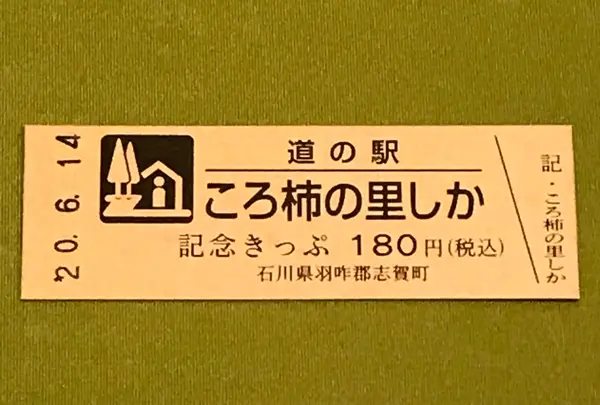 '20. 6. 14
道の駅
ころ柿の里しか
記念きっぷ 180円(税込)
石川県羽咋郡志賀町
記・ころ柿の里しか